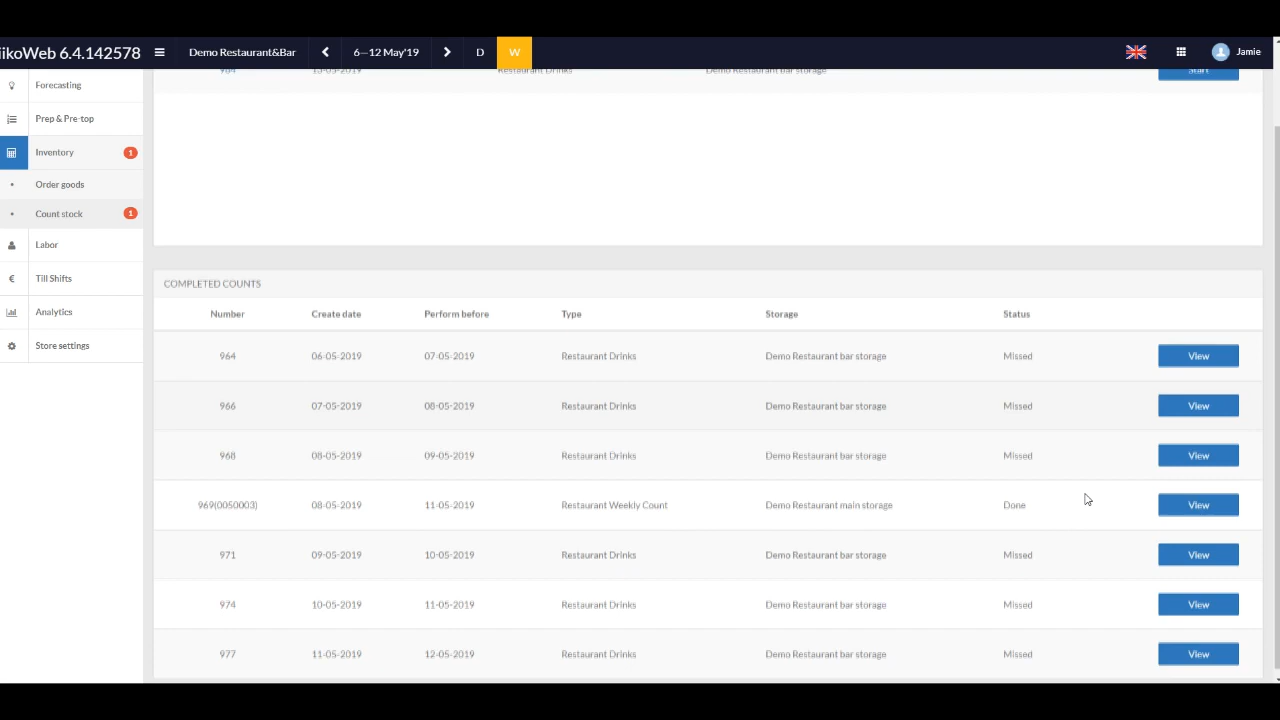 ikoWeb 6.4.142578
Demo Restaurant&Bar
6—12 May'19
D
W
Jamie
Restaurant Drinks
Demo Restaurant bar storage
Start
Forecasting
Prep & Pre-top
Inventory 1
Order goods
Count stock 1
Labor
€ Till Shifts
Analytics
Store settings
COMPLETED COUNTS
Number Create date Perform before Type Storage Status
964 06-05-2019 07-05-2019 Restaurant Drinks Demo Restaurant bar storage Missed View
966 07-05-2019 08-05-2019 Restaurant Drinks Demo Restaurant bar storage Missed View
968 08-05-2019 09-05-2019 Restaurant Drinks Demo Restaurant bar storage Missed View
969(0050003) 08-05-2019 11-05-2019 Restaurant Weekly Count Demo Restaurant main storage Done View
971 09-05-2019 10-05-2019 Restaurant Drinks Demo Restaurant bar storage Missed View
974 10-05-2019 11-05-2019 Restaurant Drinks Demo Restaurant bar storage Missed View
977 11-05-2019 12-05-2019 Restaurant Drinks Demo Restaurant bar storage Missed View